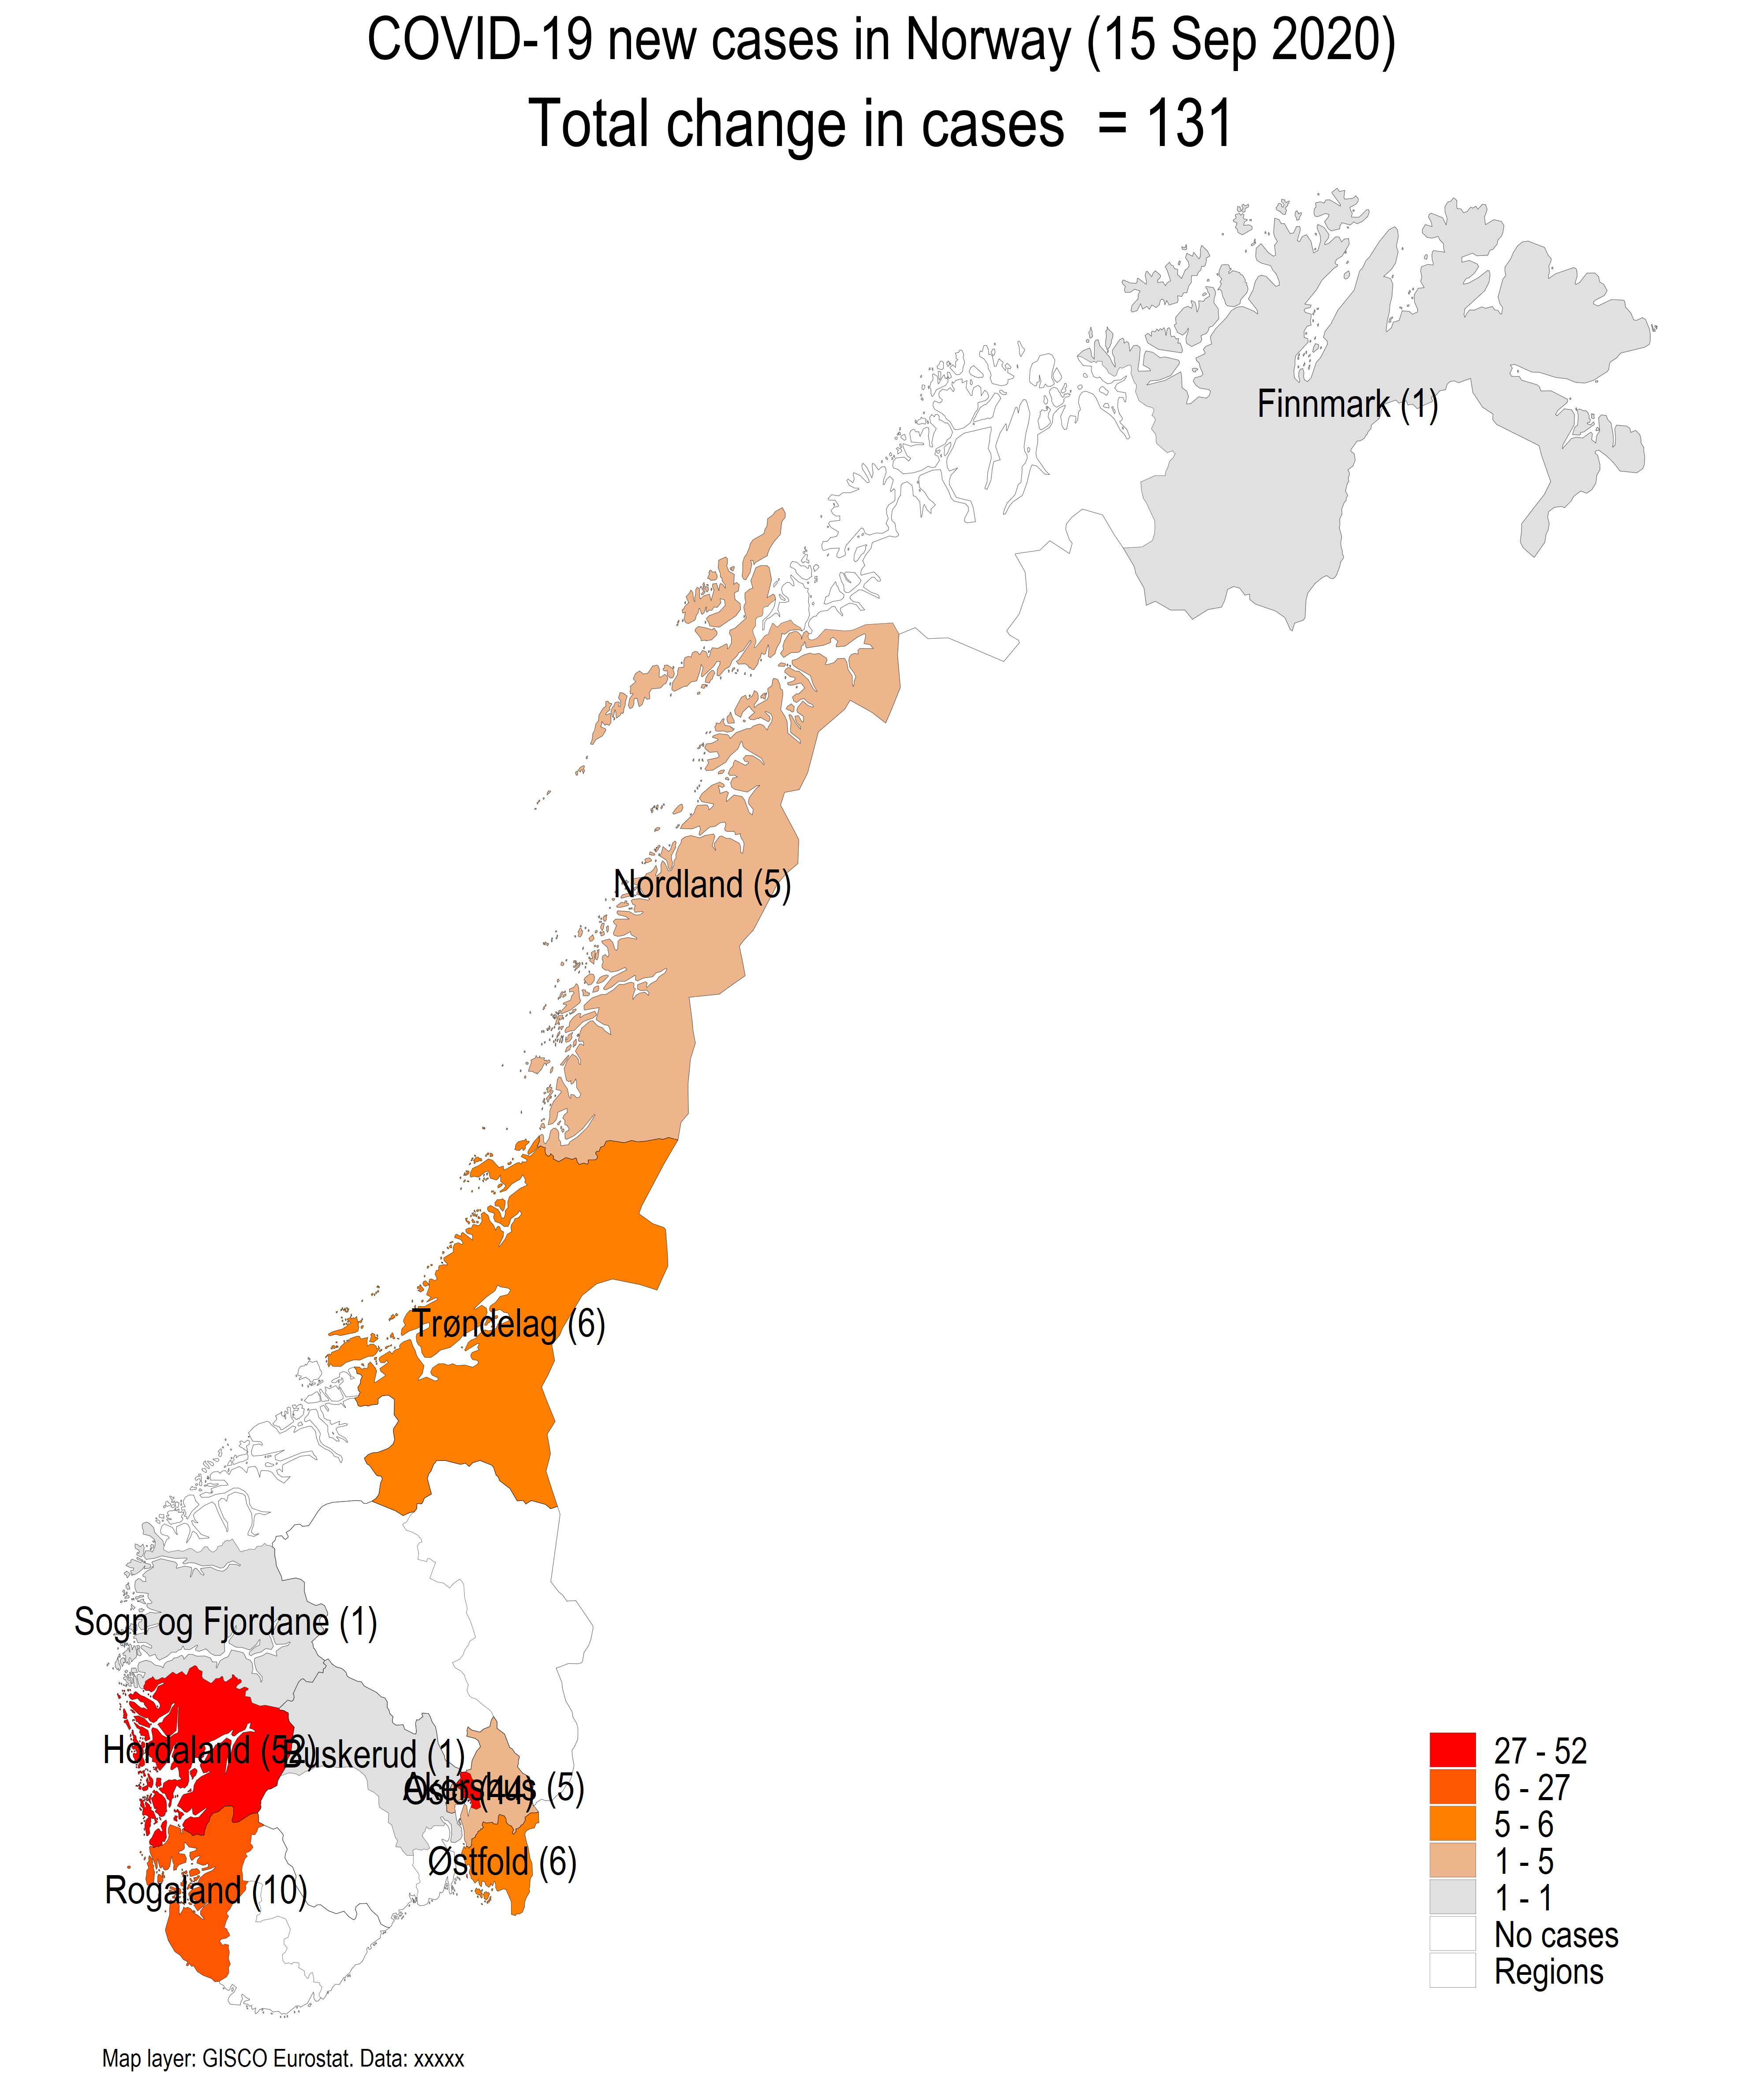 COVID-19 new cases in Norway (15 Sep 2020)
Total change in cases = 131
Finnmark (1)
Nordland (5)
Trøndelag (6)
Sogn og Fjordane (1)
Hordaland (52)
Buskerud (1)
Akershus (5)
Oslo (44)
Østfold (6)
Rogaland (10)
27 - 52
6 - 27
5 - 6
1 - 5
1 - 1
No cases
Regions
Map layer: GISCO Eurostat. Data: xxxxx